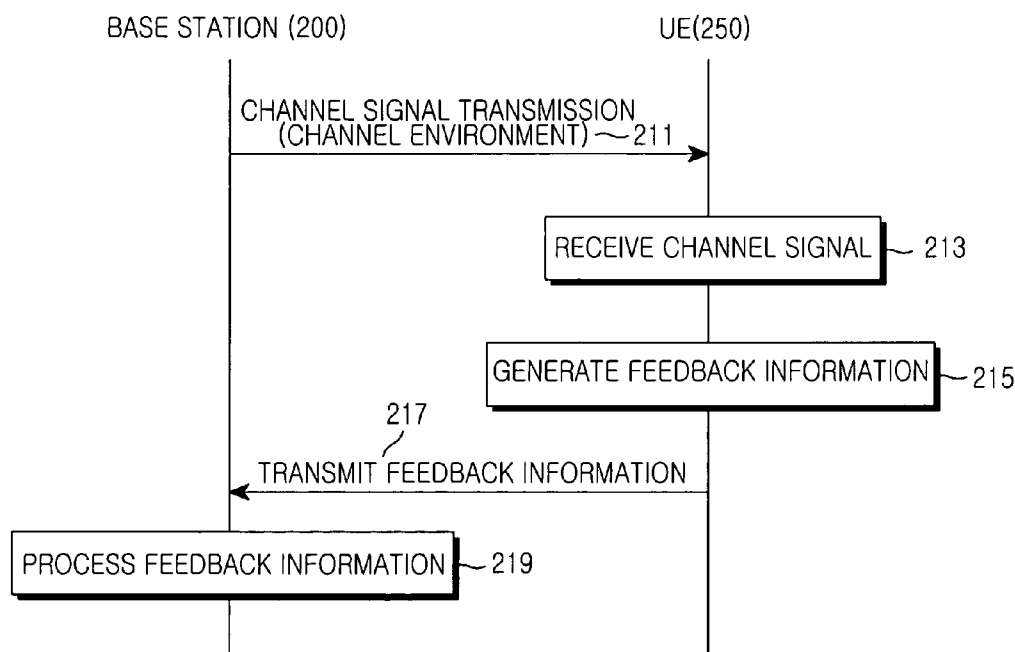 BASE STATION (200)
UE(250)
CHANNEL SIGNAL TRANSMISSION
(CHANNEL ENVIRONMENT) 211
RECEIVE CHANNEL SIGNAL 213
GENERATE FEEDBACK INFORMATION 215
217
TRANSMIT FEEDBACK INFORMATION
PROCESS FEEDBACK INFORMATION 219